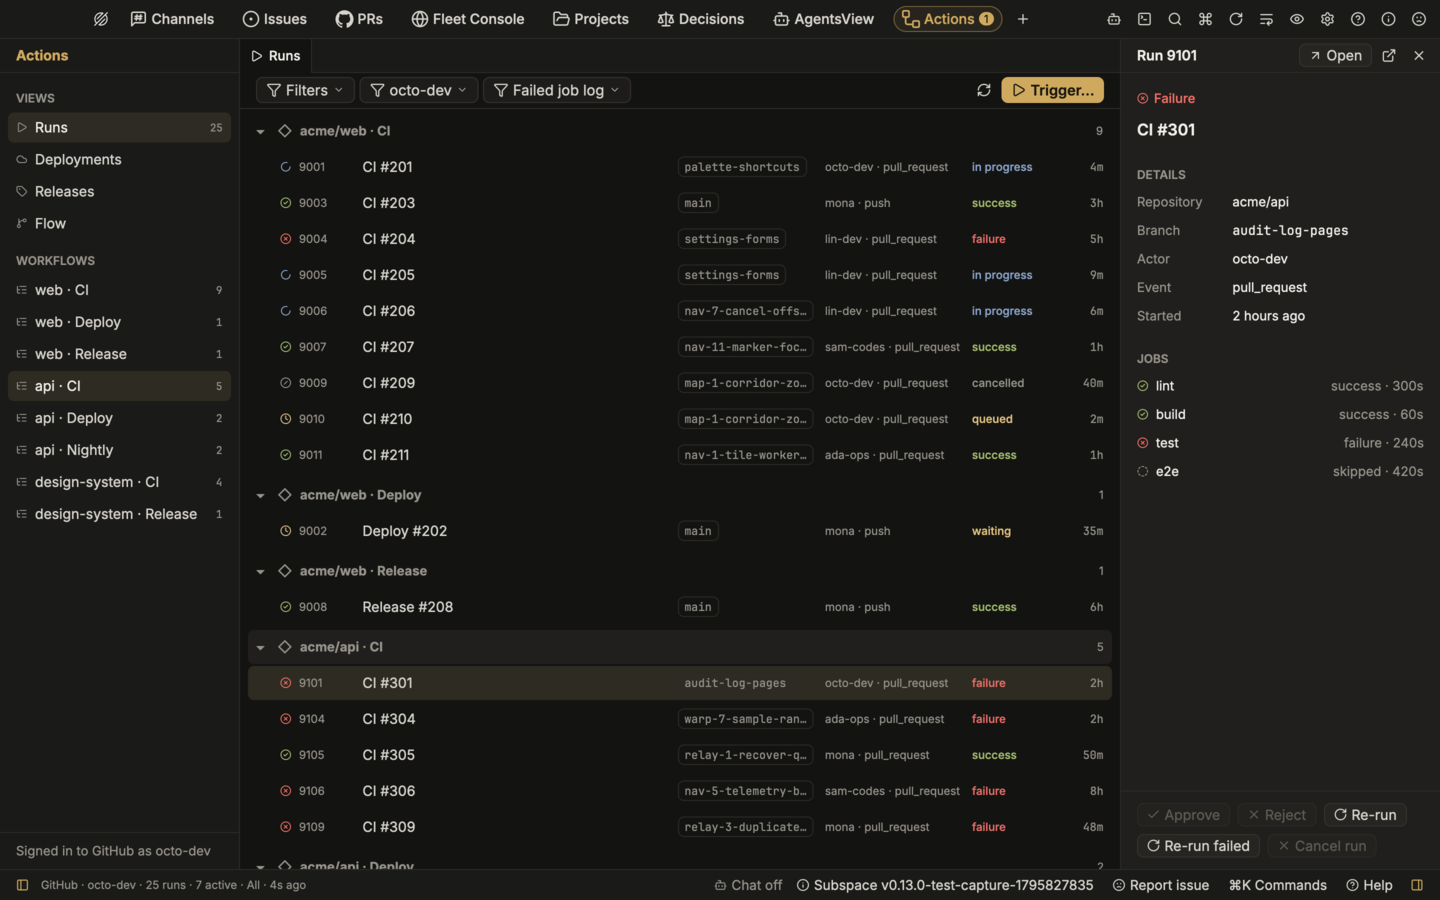 Channels Issues PRs Fleet Console Projects Decisions AgentsView Actions 1
Actions
VIEWS
Runs 25
Deployments
Releases
Flow
WORKFLOWS
web · CI 9
web · Deploy 1
web · Release 1
api · CI 5
api · Deploy 2
api · Nightly 2
design-system · CI 4
design-system · Release 1
Signed in to GitHub as octo-dev
Runs
Filters octo-dev Failed job log Trigger...
acme/web · CI 9
9001 CI #201 palette-shortcuts octo-dev · pull_request in progress 4m
9003 CI #203 main mona · push success 3h
9004 CI #204 settings-forms lin-dev · pull_request failure 5h
9005 CI #205 settings-forms lin-dev · pull_request in progress 9m
9006 CI #206 nav-7-cancel-offs… lin-dev · pull_request in progress 6m
9007 CI #207 nav-11-marker-foc… sam-codes · pull_request success 1h
9009 CI #209 map-1-corridor-zo… octo-dev · pull_request cancelled 40m
9010 CI #210 map-1-corridor-zo… octo-dev · pull_request queued 2m
9011 CI #211 nav-1-tile-worker… ada-ops · pull_request success 1h
acme/web · Deploy 1
9002 Deploy #202 main mona · push waiting 35m
acme/web · Release 1
9008 Release #208 main mona · push success 6h
acme/api · CI 5
9101 CI #301 audit-log-pages octo-dev · pull_request failure 2h
9104 CI #304 warp-7-sample-ran… ada-ops · pull_request failure 2h
9105 CI #305 relay-1-recover-q… mona · pull_request success 50m
9106 CI #306 nav-5-telemetry-b… sam-codes · pull_request failure 8h
9109 CI #309 relay-3-duplicate… mona · pull_request failure 48m
acme/api · Deploy 2
Run 9101 Open
Failure
CI #301
DETAILS
Repository acme/api
Branch audit-log-pages
Actor octo-dev
Event pull_request
Started 2 hours ago
JOBS
lint success · 300s
build success · 60s
test failure · 240s
e2e skipped · 420s
Approve Reject Re-run
Re-run failed Cancel run
GitHub · octo-dev · 25 runs · 7 active · All · 4s ago Chat off Subspace v0.13.0-test-capture-1795827835 Report issue ⌘K Commands Help